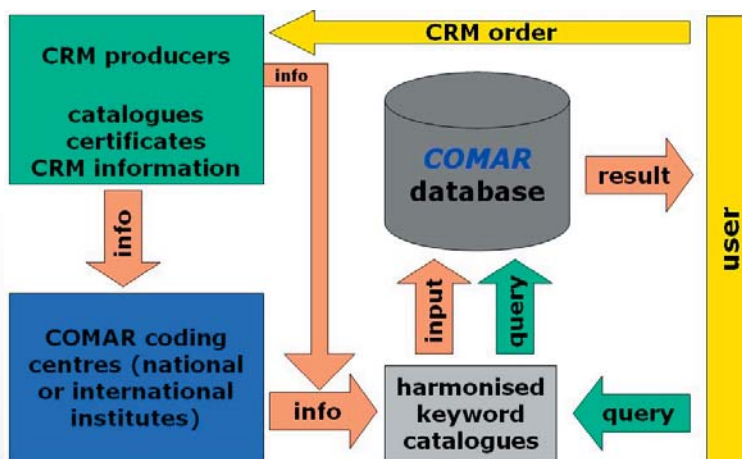 CRM order
CRM producers
catalogues
certificates
CRM information
info
COMAR
database
result
user
info
input
query
COMAR coding
centres (national
or international
institutes)
info
harmonised
keyword
catalogues
query